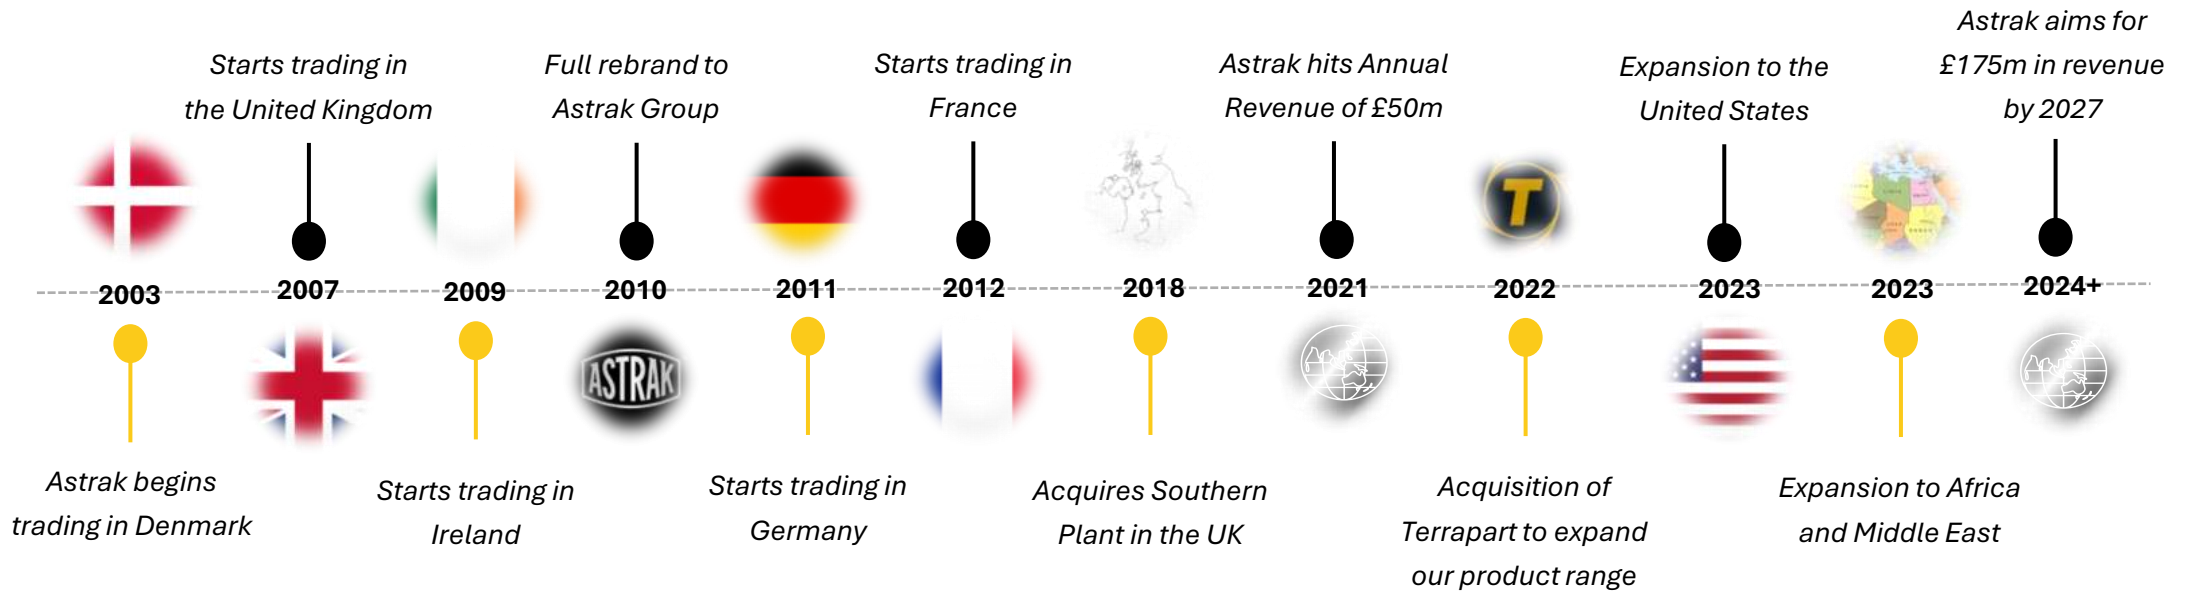 Astrak begins
trading in Denmark
2003
Starts trading in
the United Kingdom
2007
2009
Starts trading in
Ireland
Full rebrand to
Astrak Group
2010
ASTRAK
2011
Starts trading in
Germany
Starts trading in
France
2012
2018
Acquires Southern
Plant in the UK
Astrak hits Annual
Revenue of £50m
2021
T
2022
Acquisition of
Terrapart to expand
our product range
Expansion to the
United States
2023
2023
Expansion to Africa
and Middle East
Astrak aims for
£175m in revenue
by 2027
2024+